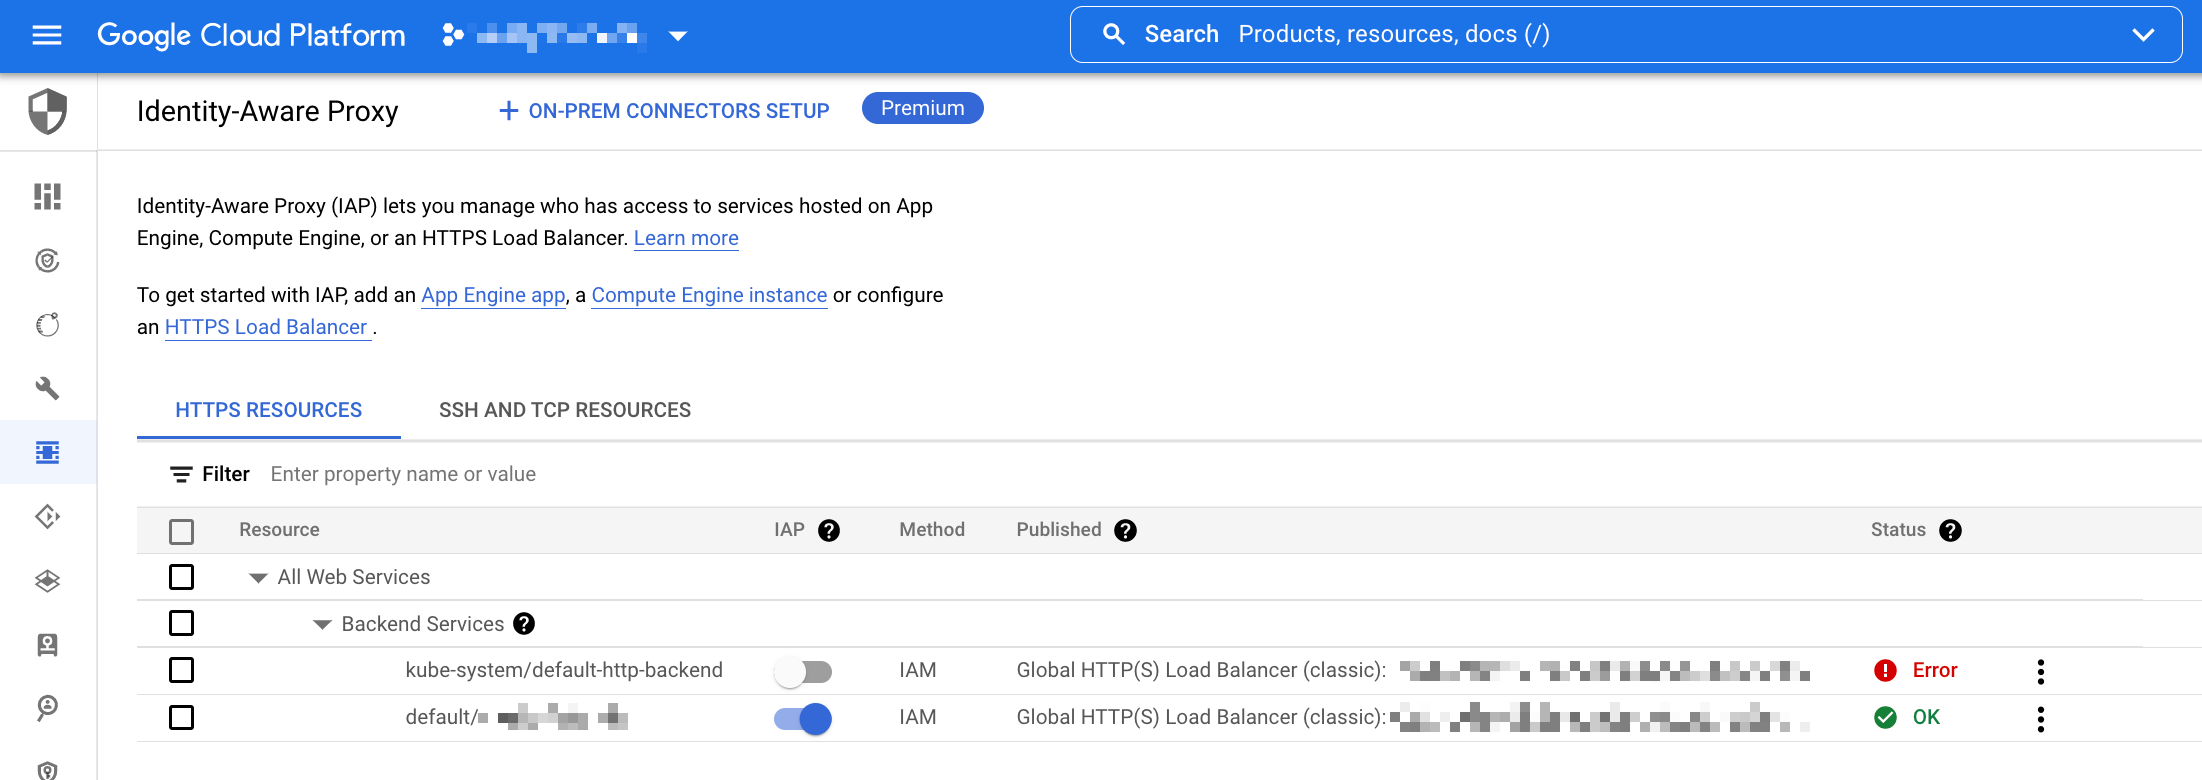 Google Cloud Platform
Search Products, resources, docs (/)
Identity-Aware Proxy
ON-PREM CONNECTORS SETUP
Premium
Identity-Aware Proxy (IAP) lets you manage who has access to services hosted on App
Engine, Compute Engine, or an HTTPS Load Balancer. Learn more
To get started with IAP, add an App Engine app, a Compute Engine instance or configure
an HTTPS Load Balancer .
HTTPS RESOURCES
SSH AND TCP RESOURCES
Filter Enter property name or value
Resource IAP Method Published Status
All Web Services
Backend Services
kube-system/default-http-backend IAM Global HTTP(S) Load Balancer (classic): Error
default/ IAM Global HTTP(S) Load Balancer (classic): OK